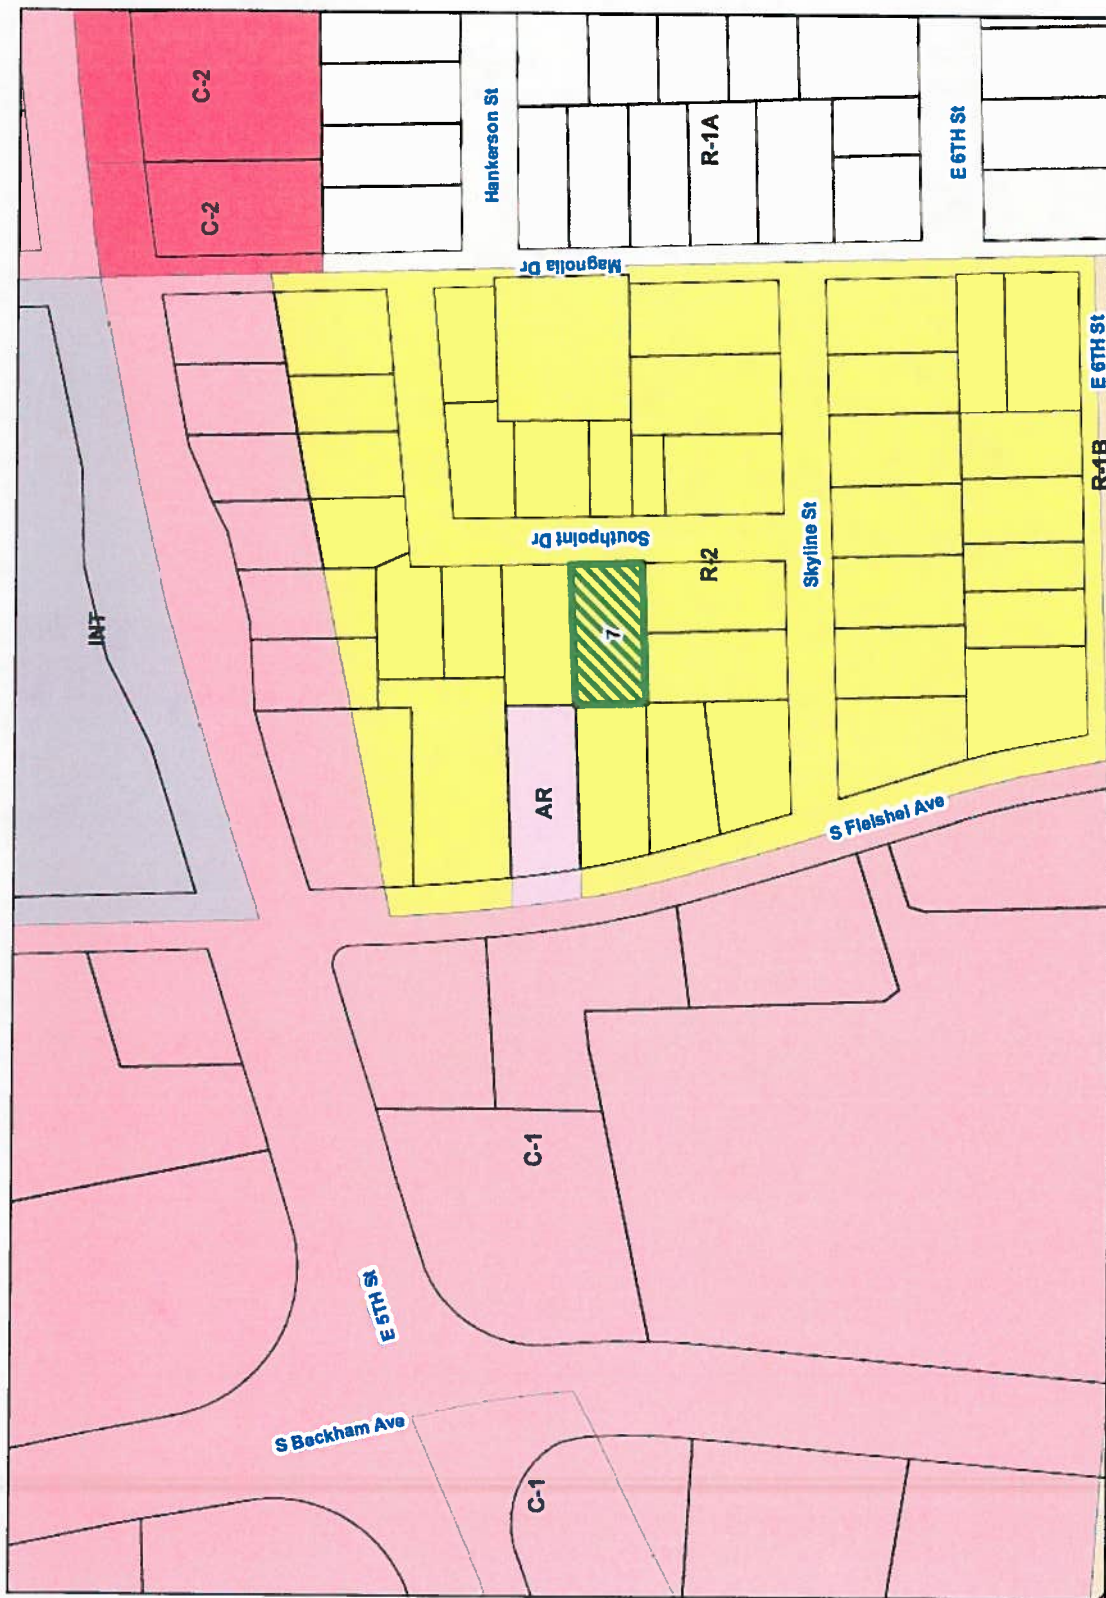 C-2
C-2
Hankerson St
R-1A
E 6TH St
Magnolia Dr
INT
Southpoint Dr
R-2
7
Skyline St
E 6TH St
R-1B
AR
S Fleishel Ave
C-1
E 5TH St
S Beckham Ave
C-1